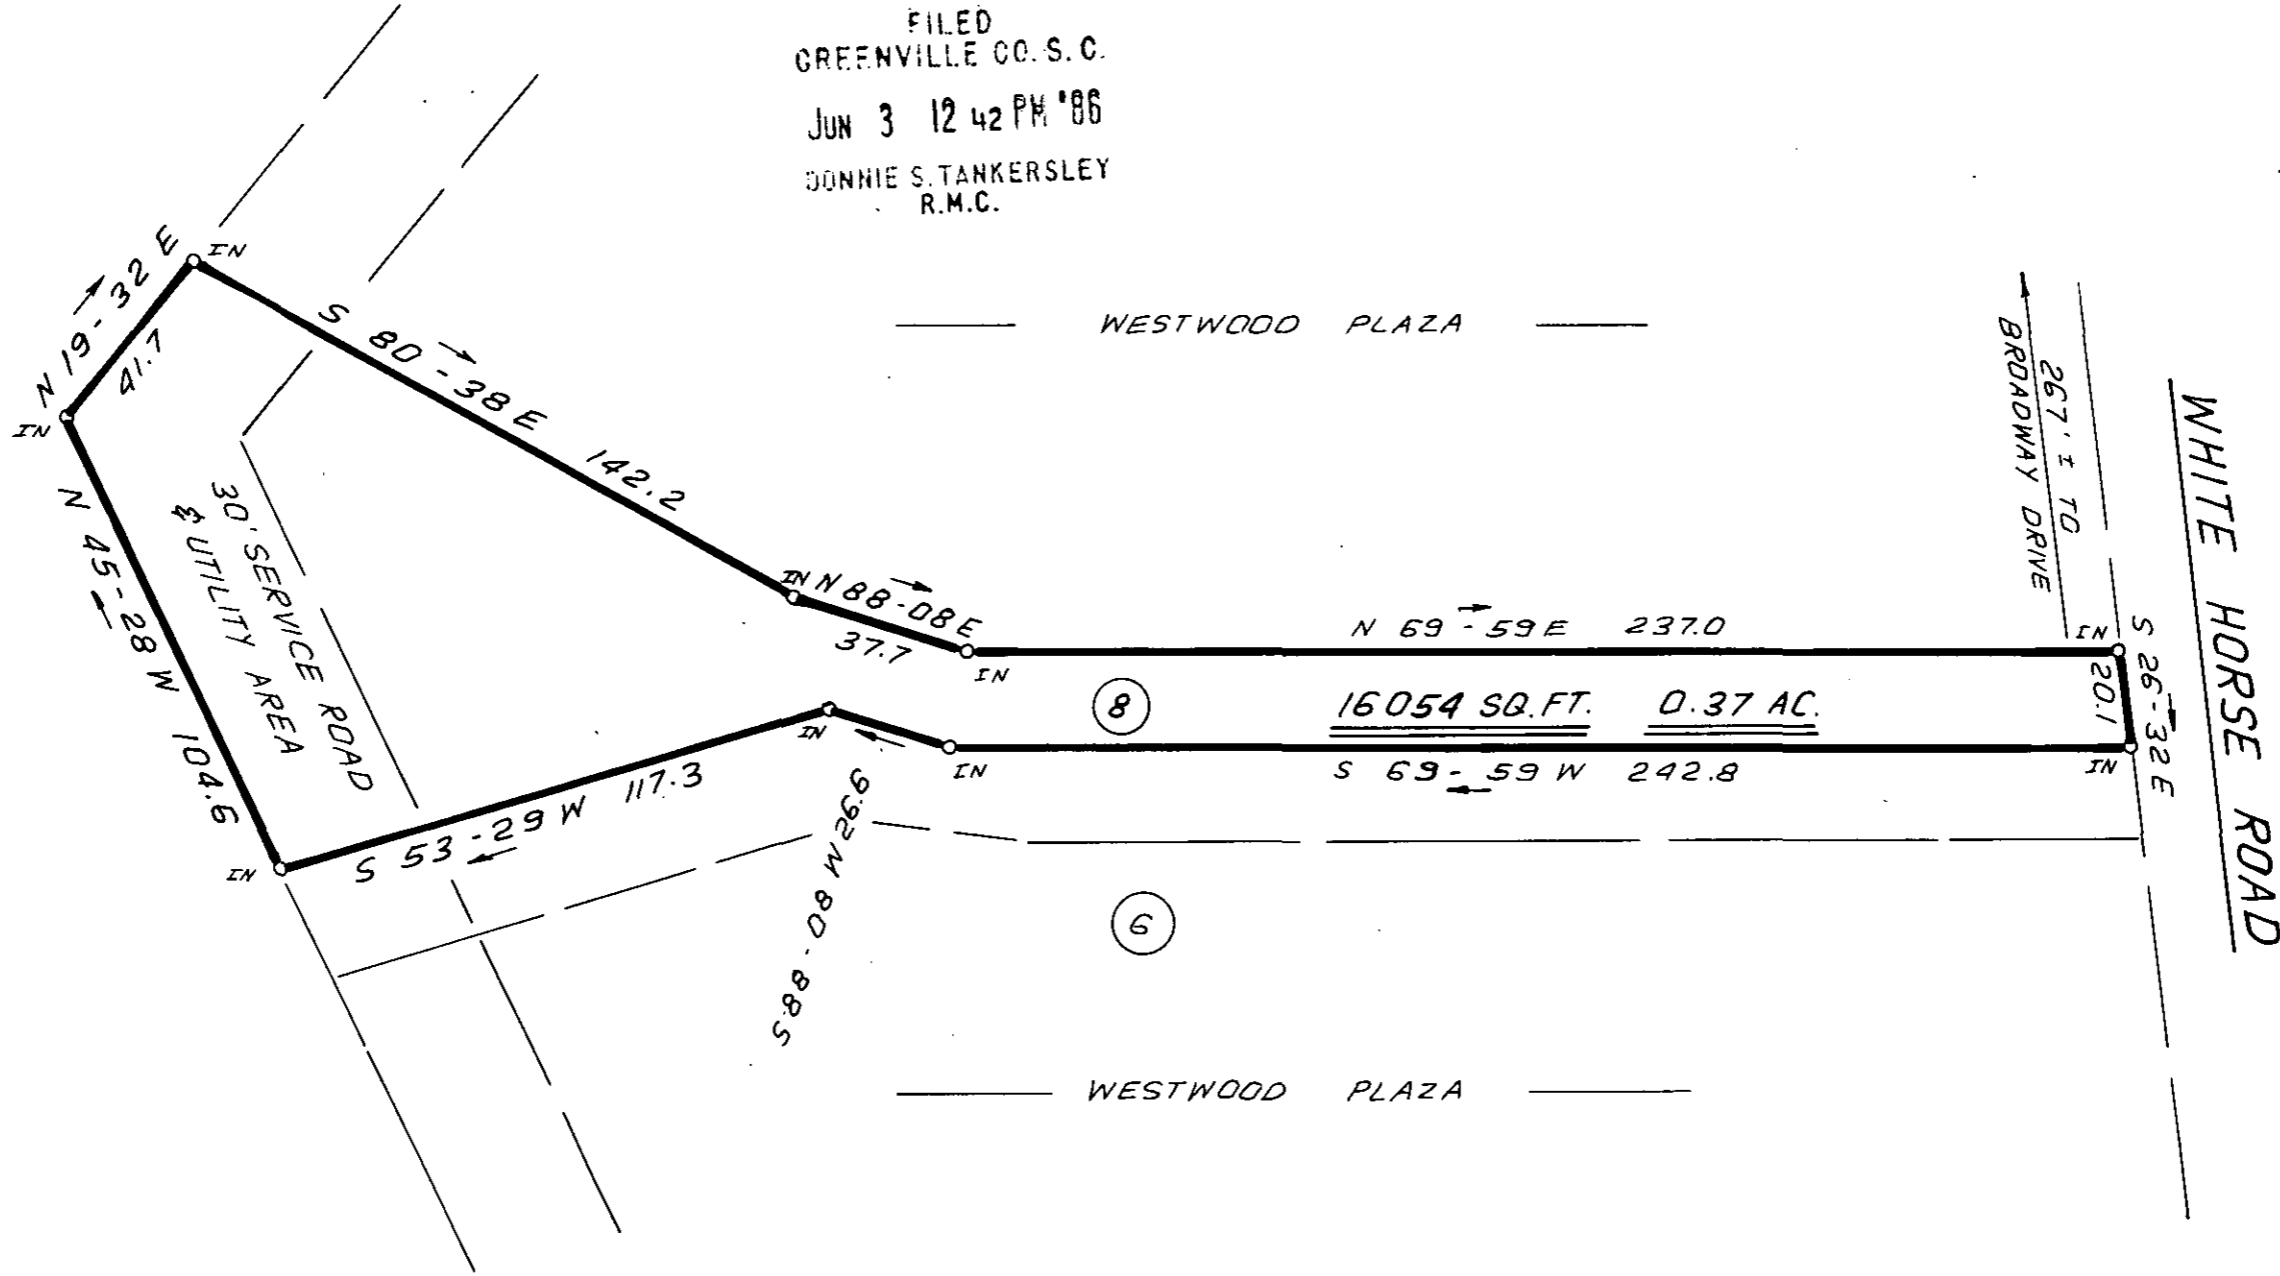 FILED
GREENVILLE CO. S. C.
JUN 3 12 42 PM '86
DONNIE S. TANKERSLEY
R.M.C.
N 19-32 E
41.7
IN
IN
S 80-38 E 142.2
WESTWOOD PLAZA
267' ± TO
BROADWAY DRIVE
WHITE HORSE ROAD
30' SERVICE ROAD
& UTILITY AREA
N 45-28 W 104.6
IN
N 88-08 E
37.7
IN
N 69-59 E 237.0
IN
S 26-32 E
20.1
8
16054 SQ.FT. 0.37 AC.
IN
IN
S 69-59 W 242.8
IN
S 88-08 W 26.6
S 53-29 W 117.3
IN
6
WESTWOOD PLAZA